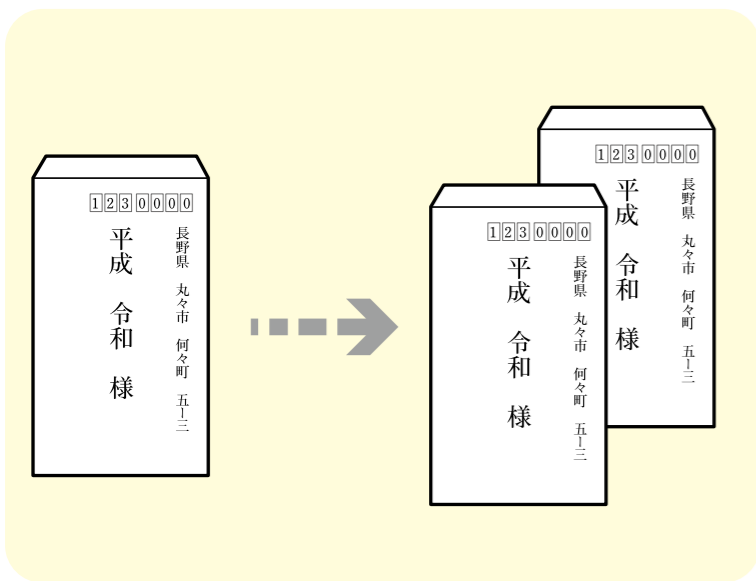 1230000
長野県 丸々市 何々町 五ー三
平成 令和 様
1230000
長野県 丸々市 何々町 五ー三
平成 令和 様
1230000
長野県 丸々市 何々町 五ー三
平成 令和 様